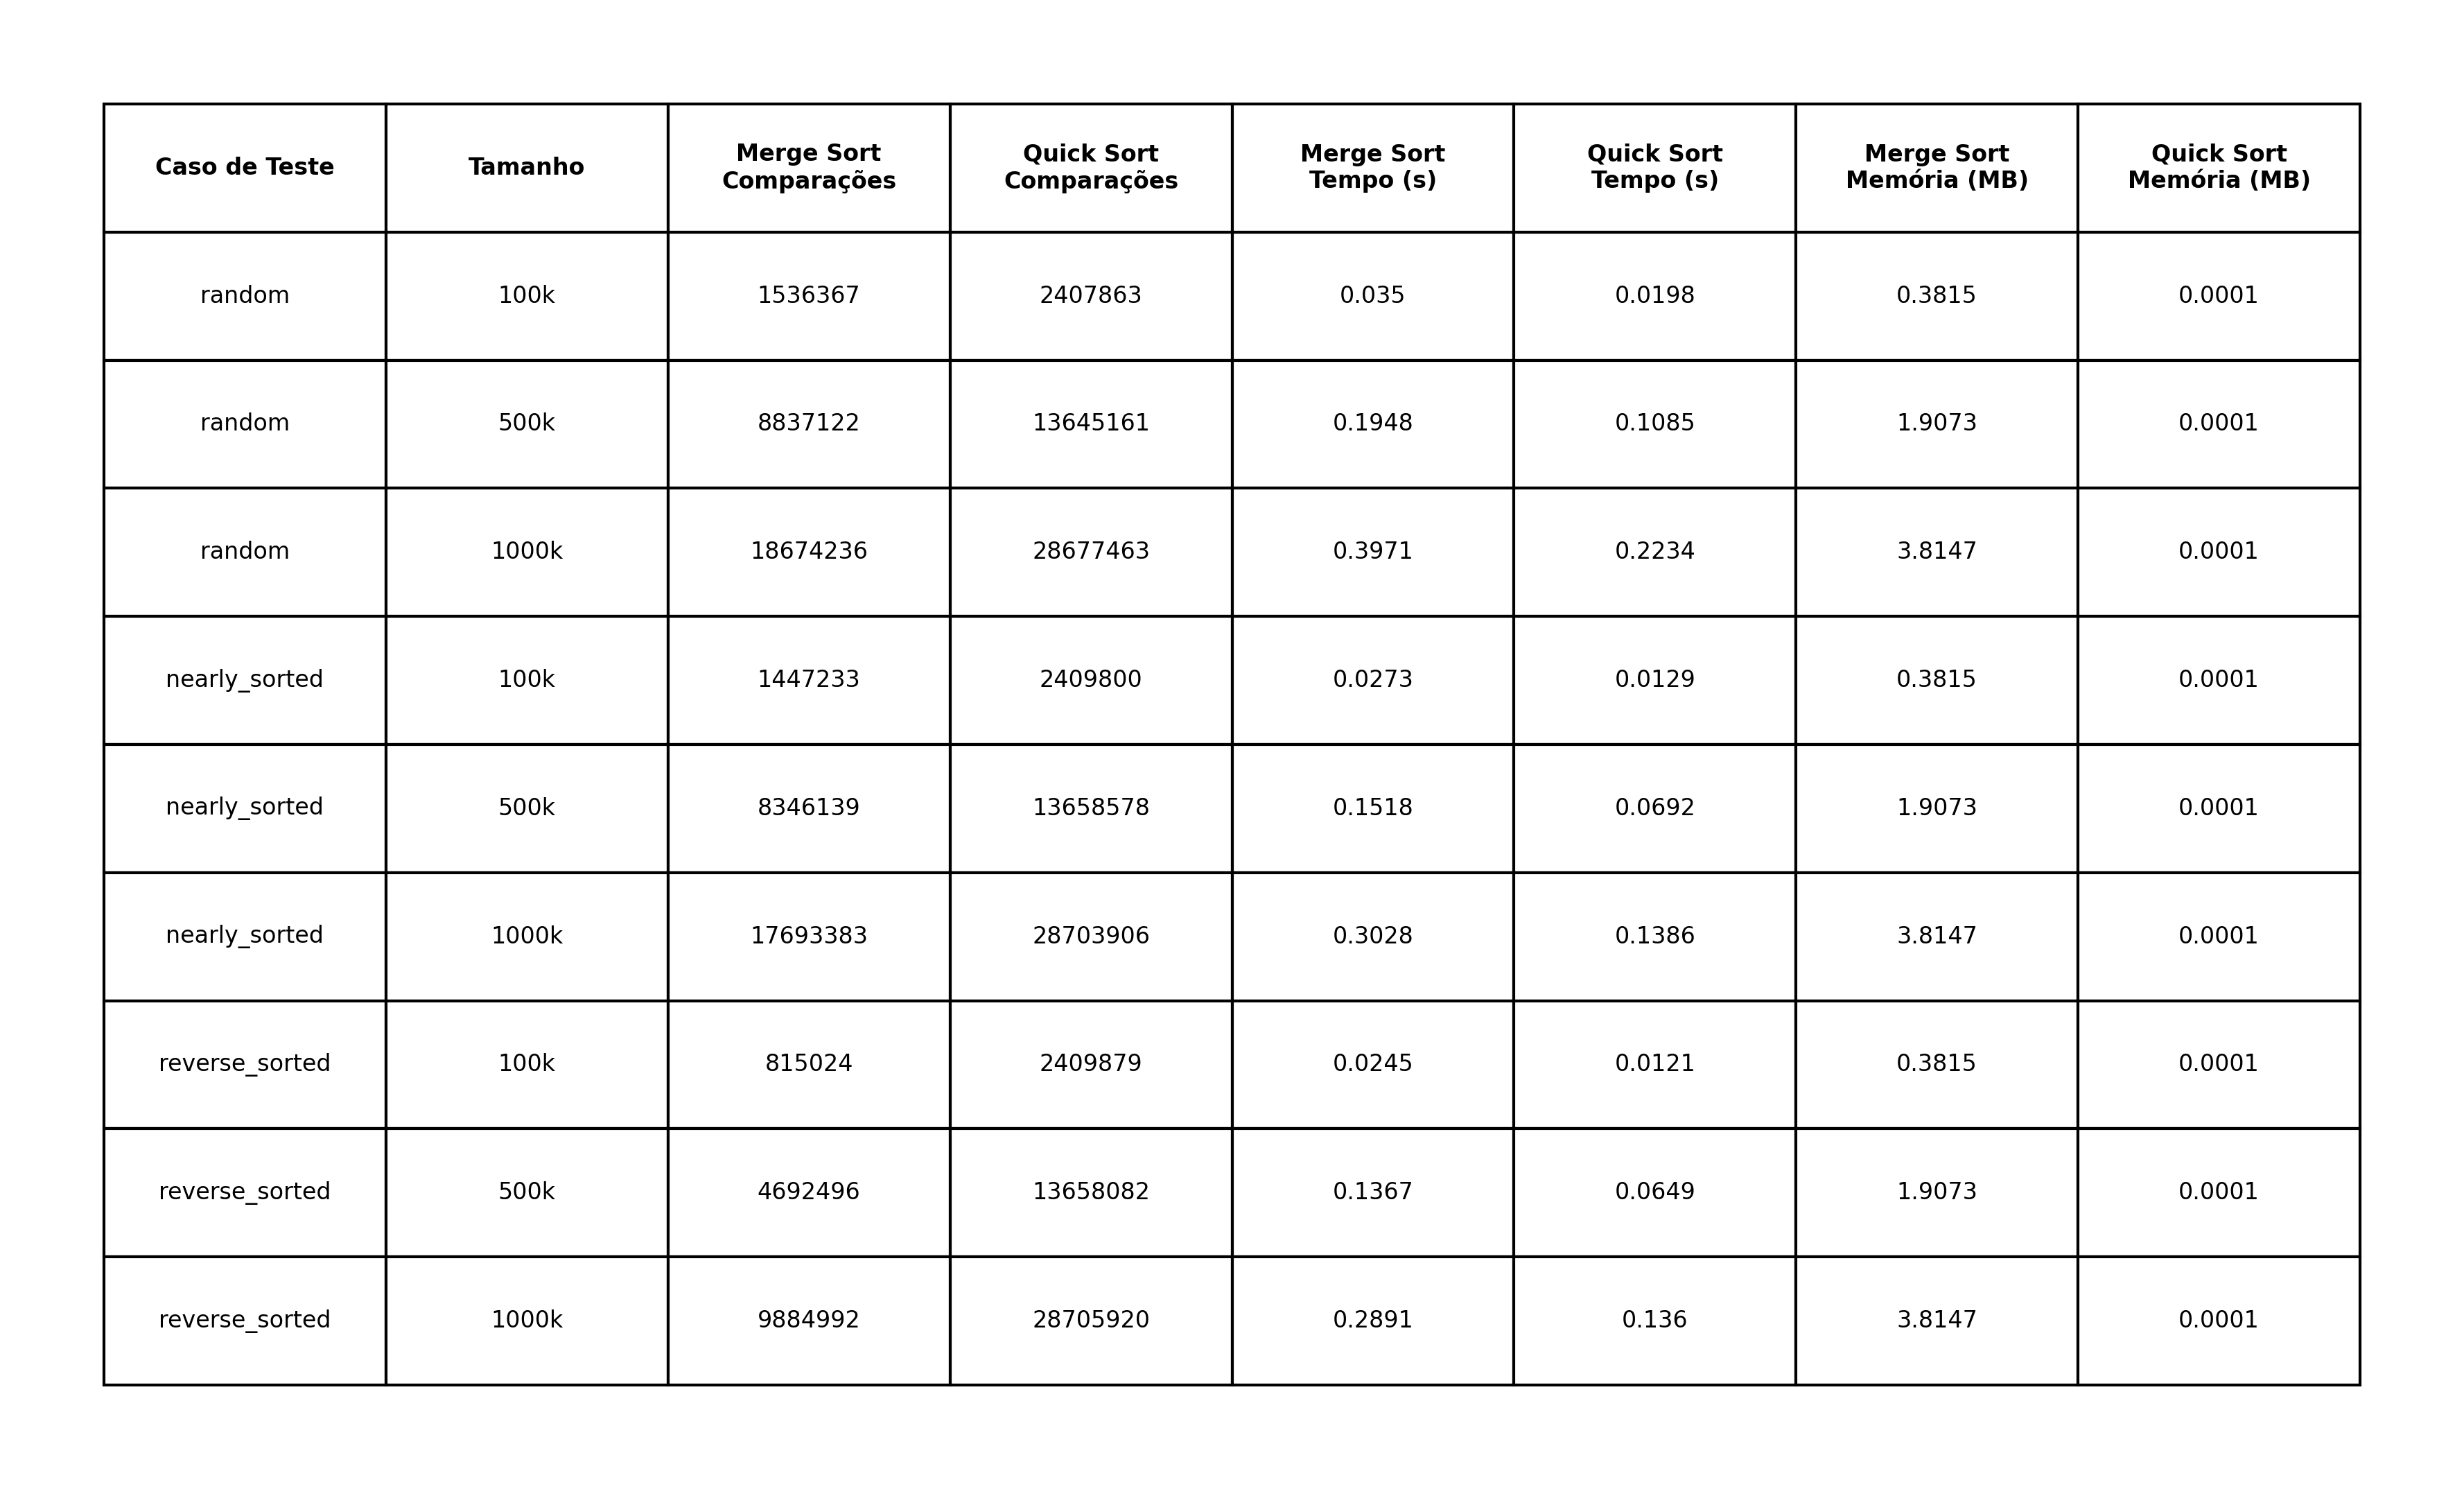 Caso de Teste Tamanho Merge Sort Comparações Quick Sort Comparações Merge Sort Tempo (s) Quick Sort Tempo (s) Merge Sort Memória (MB) Quick Sort Memória (MB)
random 100k 1536367 2407863 0.035 0.0198 0.3815 0.0001
random 500k 8837122 13645161 0.1948 0.1085 1.9073 0.0001
random 1000k 18674236 28677463 0.3971 0.2234 3.8147 0.0001
nearly_sorted 100k 1447233 2409800 0.0273 0.0129 0.3815 0.0001
nearly_sorted 500k 8346139 13658578 0.1518 0.0692 1.9073 0.0001
nearly_sorted 1000k 17693383 28703906 0.3028 0.1386 3.8147 0.0001
reverse_sorted 100k 815024 2409879 0.0245 0.0121 0.3815 0.0001
reverse_sorted 500k 4692496 13658082 0.1367 0.0649 1.9073 0.0001
reverse_sorted 1000k 9884992 28705920 0.2891 0.136 3.8147 0.0001